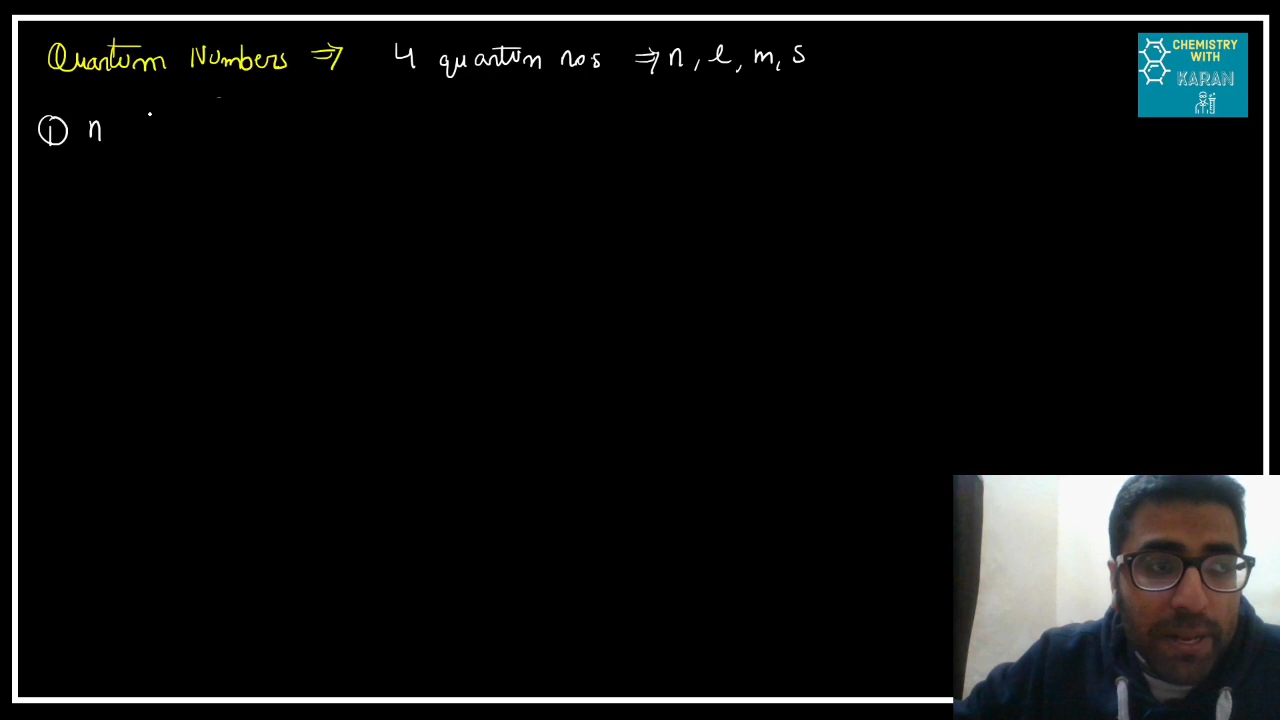 Quantum Numbers ⇒ 4 quantum nos ⇒ n, l, m, s
① n
CHEMISTRY
WITH
KARAN